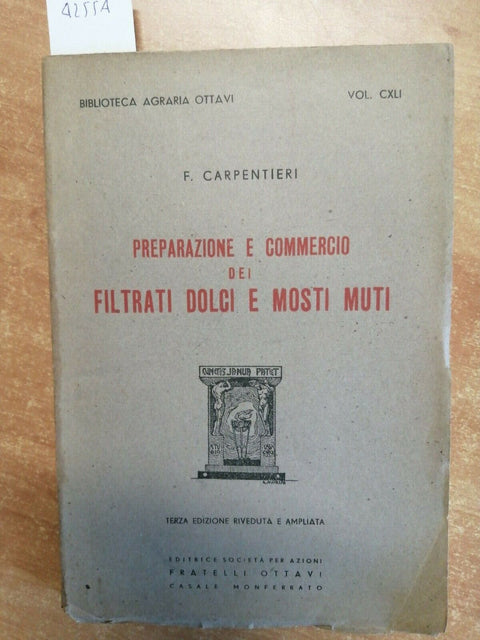 4255A
BIBLIOTECA AGRARIA OTTAVI VOL. CXLI
F. CARPENTIERI
PREPARAZIONE E COMMERCIO
DEI
FILTRATI DOLCI E MOSTI MUTI
CUNCTIS JANUA PATET
TERZA EDIZIONE RIVEDUTA E AMPLIATA
EDITRICE SOCIETÀ PER AZIONI
FRATELLI OTTAVI
CASALE MONFERRATO